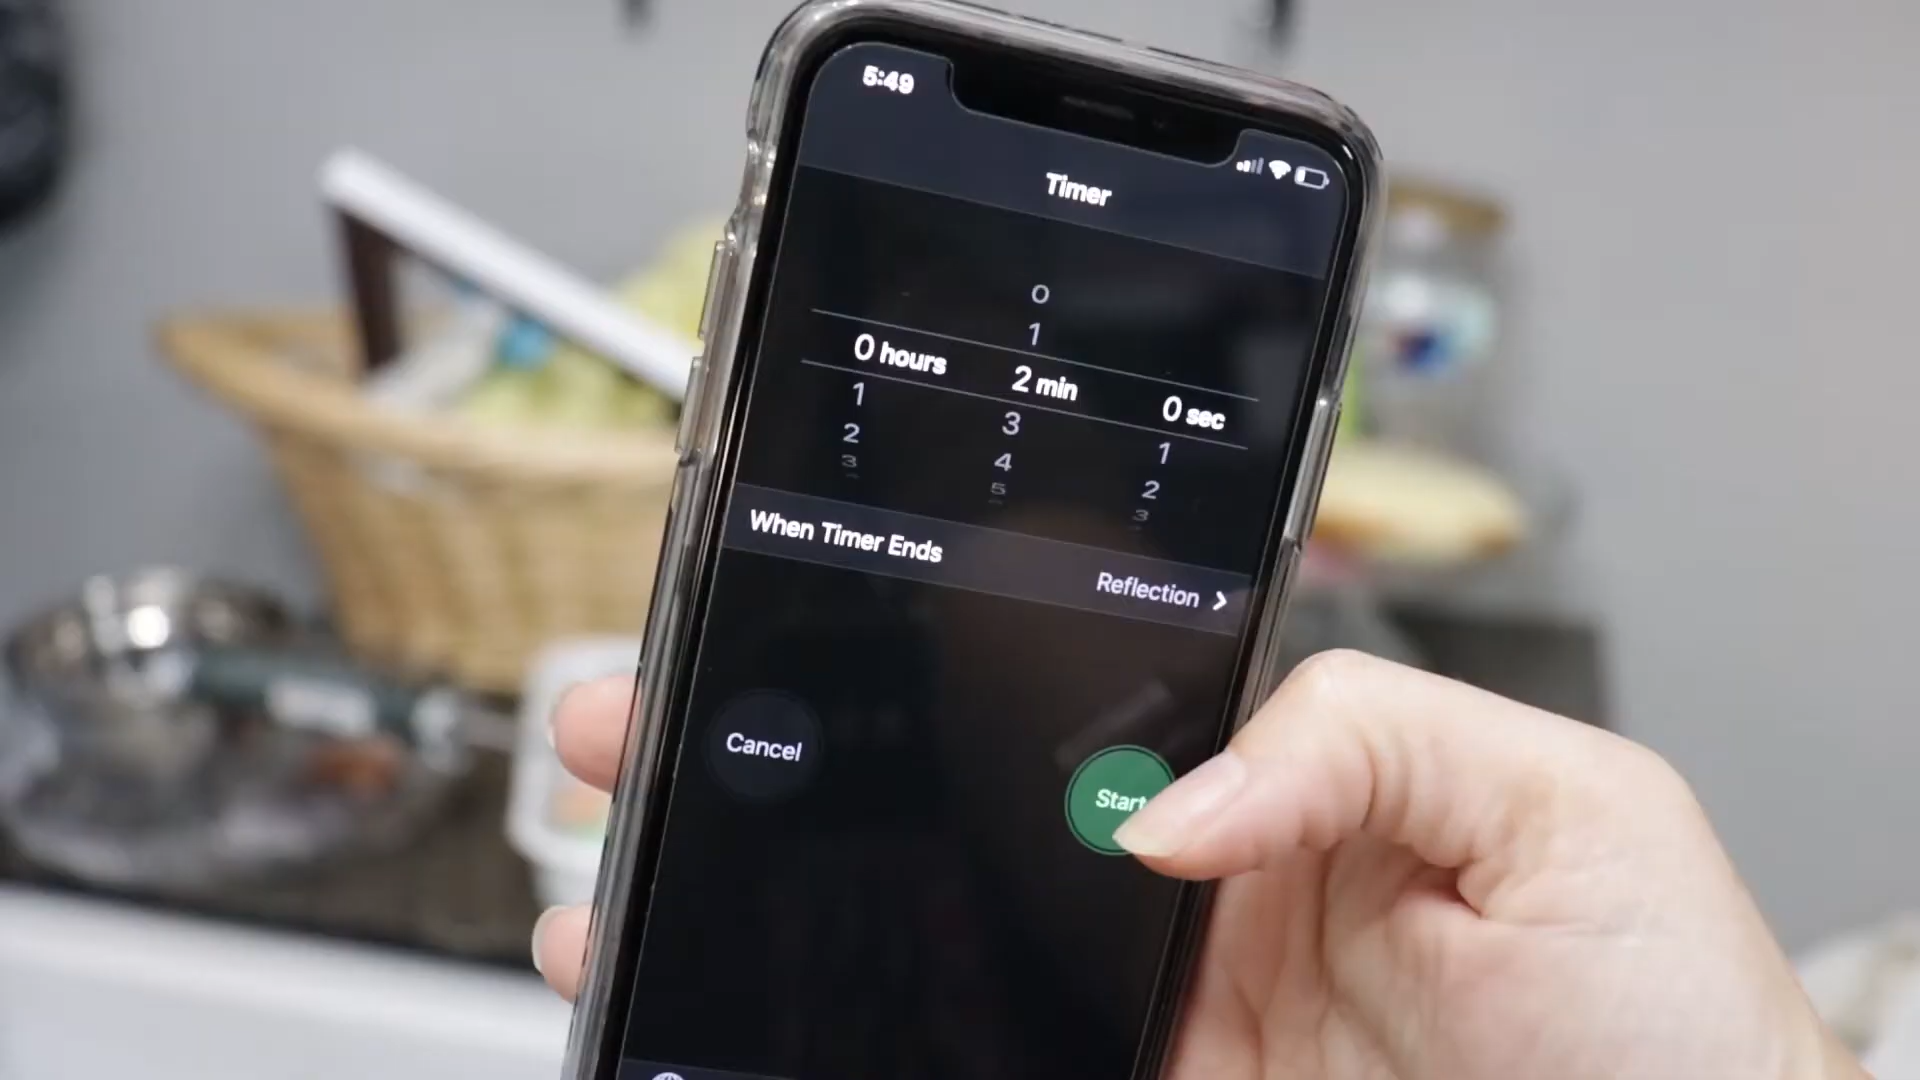 5:49
Timer
0
1
0 hours 2 min 0 sec
1 3 1
2 4 2
3 5 3
When Timer Ends
Reflection >
Cancel
Start